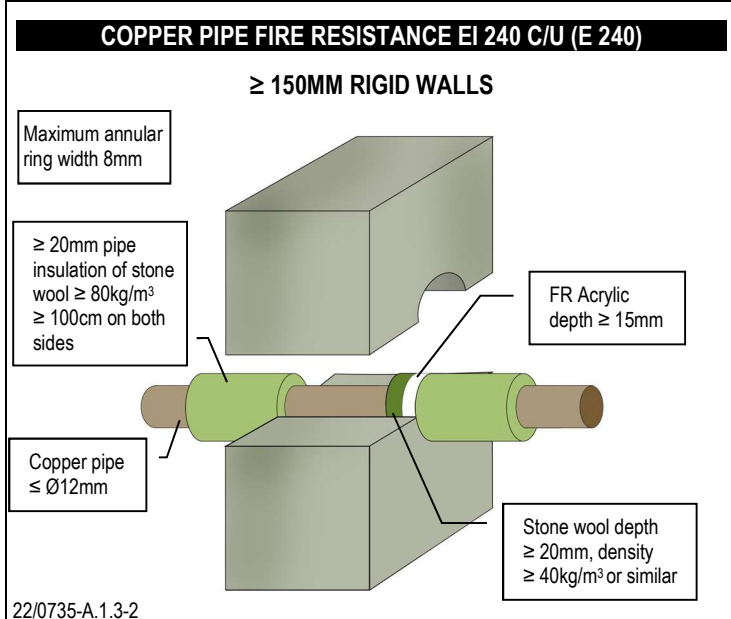 COPPER PIPE FIRE RESISTANCE EI 240 C/U (E 240)
≥ 150MM RIGID WALLS
Maximum annular
ring width 8mm
≥ 20mm pipe
insulation of stone
wool ≥ 80kg/m³
≥ 100cm on both
sides
FR Acrylic
depth ≥ 15mm
Copper pipe
≤ Ø12mm
Stone wool depth
≥ 20mm, density
≥ 40kg/m³ or similar
22/0735-A.1.3-2